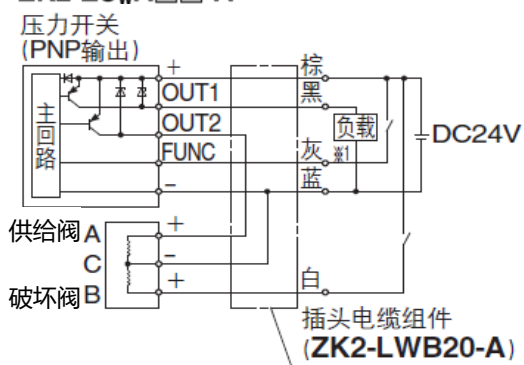 压力开关
(PNP输出)
+ 棕
OUT1 黑
OUT2 负载 DC24V
FUNC 灰 ※1
- 蓝
主回路
供给阀 A +
C -
破坏阀 B + 白
插头电缆组件
(ZK2-LWB20-A)